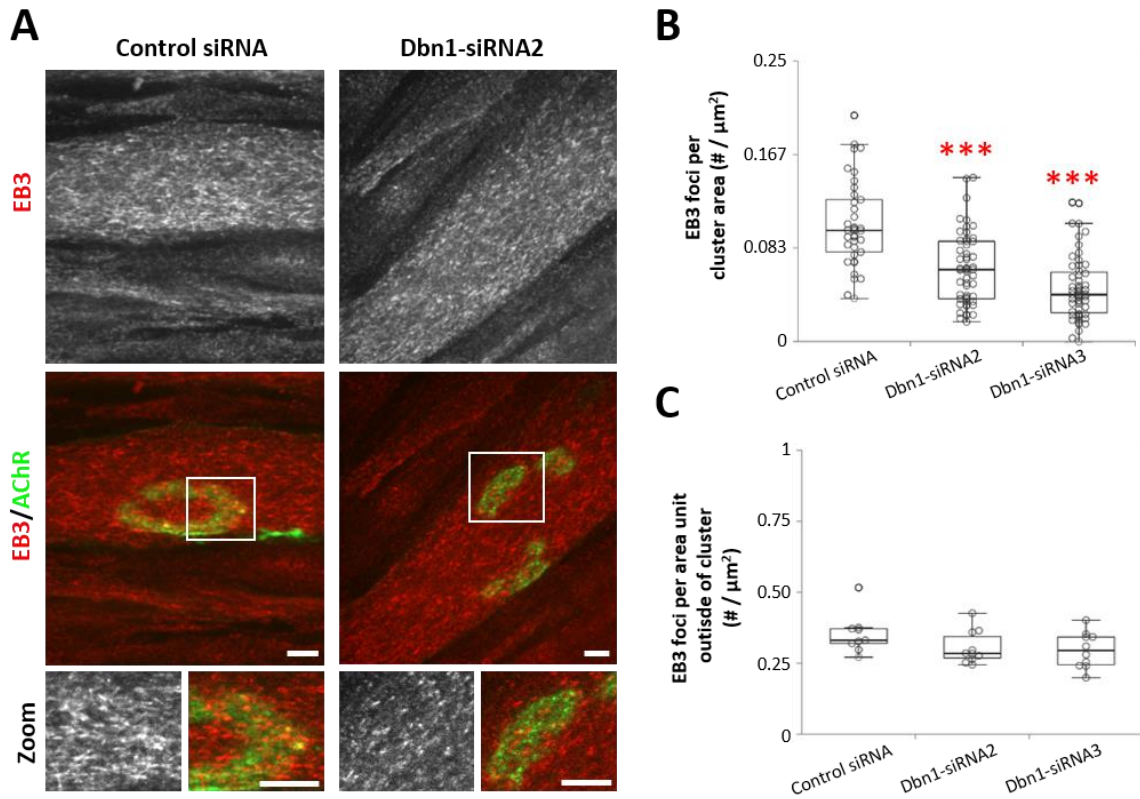 A
Control siRNA
Dbn1-siRNA2
EB3
EB3/AChR
Zoom
B
EB3 foci per
cluster area (# / μm²)
0.25
0.167
0.083
0
***
***
Control siRNA
Dbn1-siRNA2
Dbn1-siRNA3
C
EB3 foci per area unit
outisde of cluster
(# / μm²)
1
0.75
0.50
0.25
0
Control siRNA
Dbn1-siRNA2
Dbn1-siRNA3